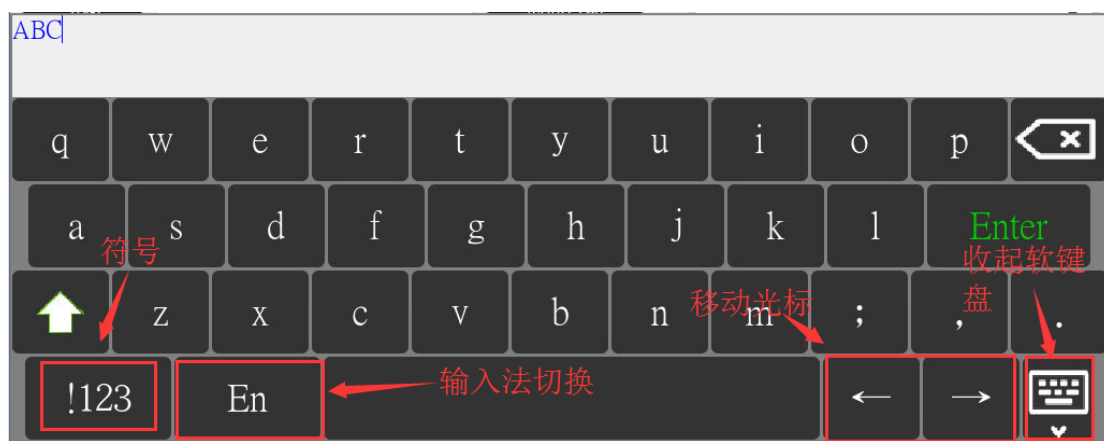 ABC
q w e r t y u i o p
a s d f g h j k l Enter
符号
收起软键
盘
移动光标
z x c v b n m ; , .
!123 En ← →
输入法切换